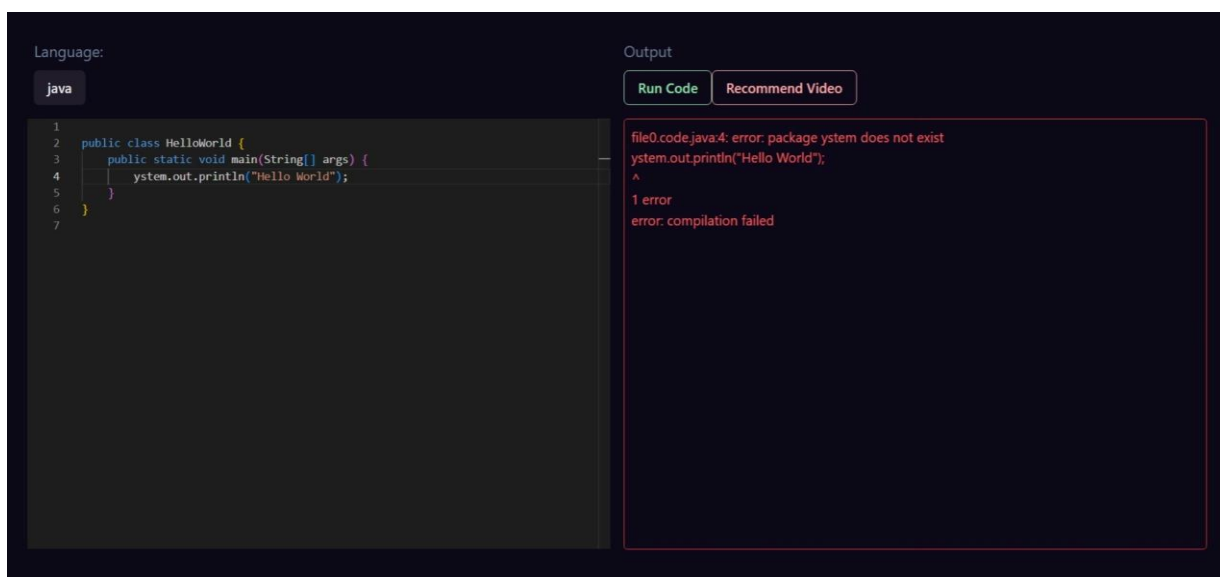 Language:
java
1
2 public class HelloWorld {
3 public static void main(String[] args) {
4 ystem.out.println("Hello World");
5 }
6 }
7
Output
Run Code Recommend Video
file0.code.java:4: error: package ystem does not exist
ystem.out.println("Hello World");
^
1 error
error: compilation failed